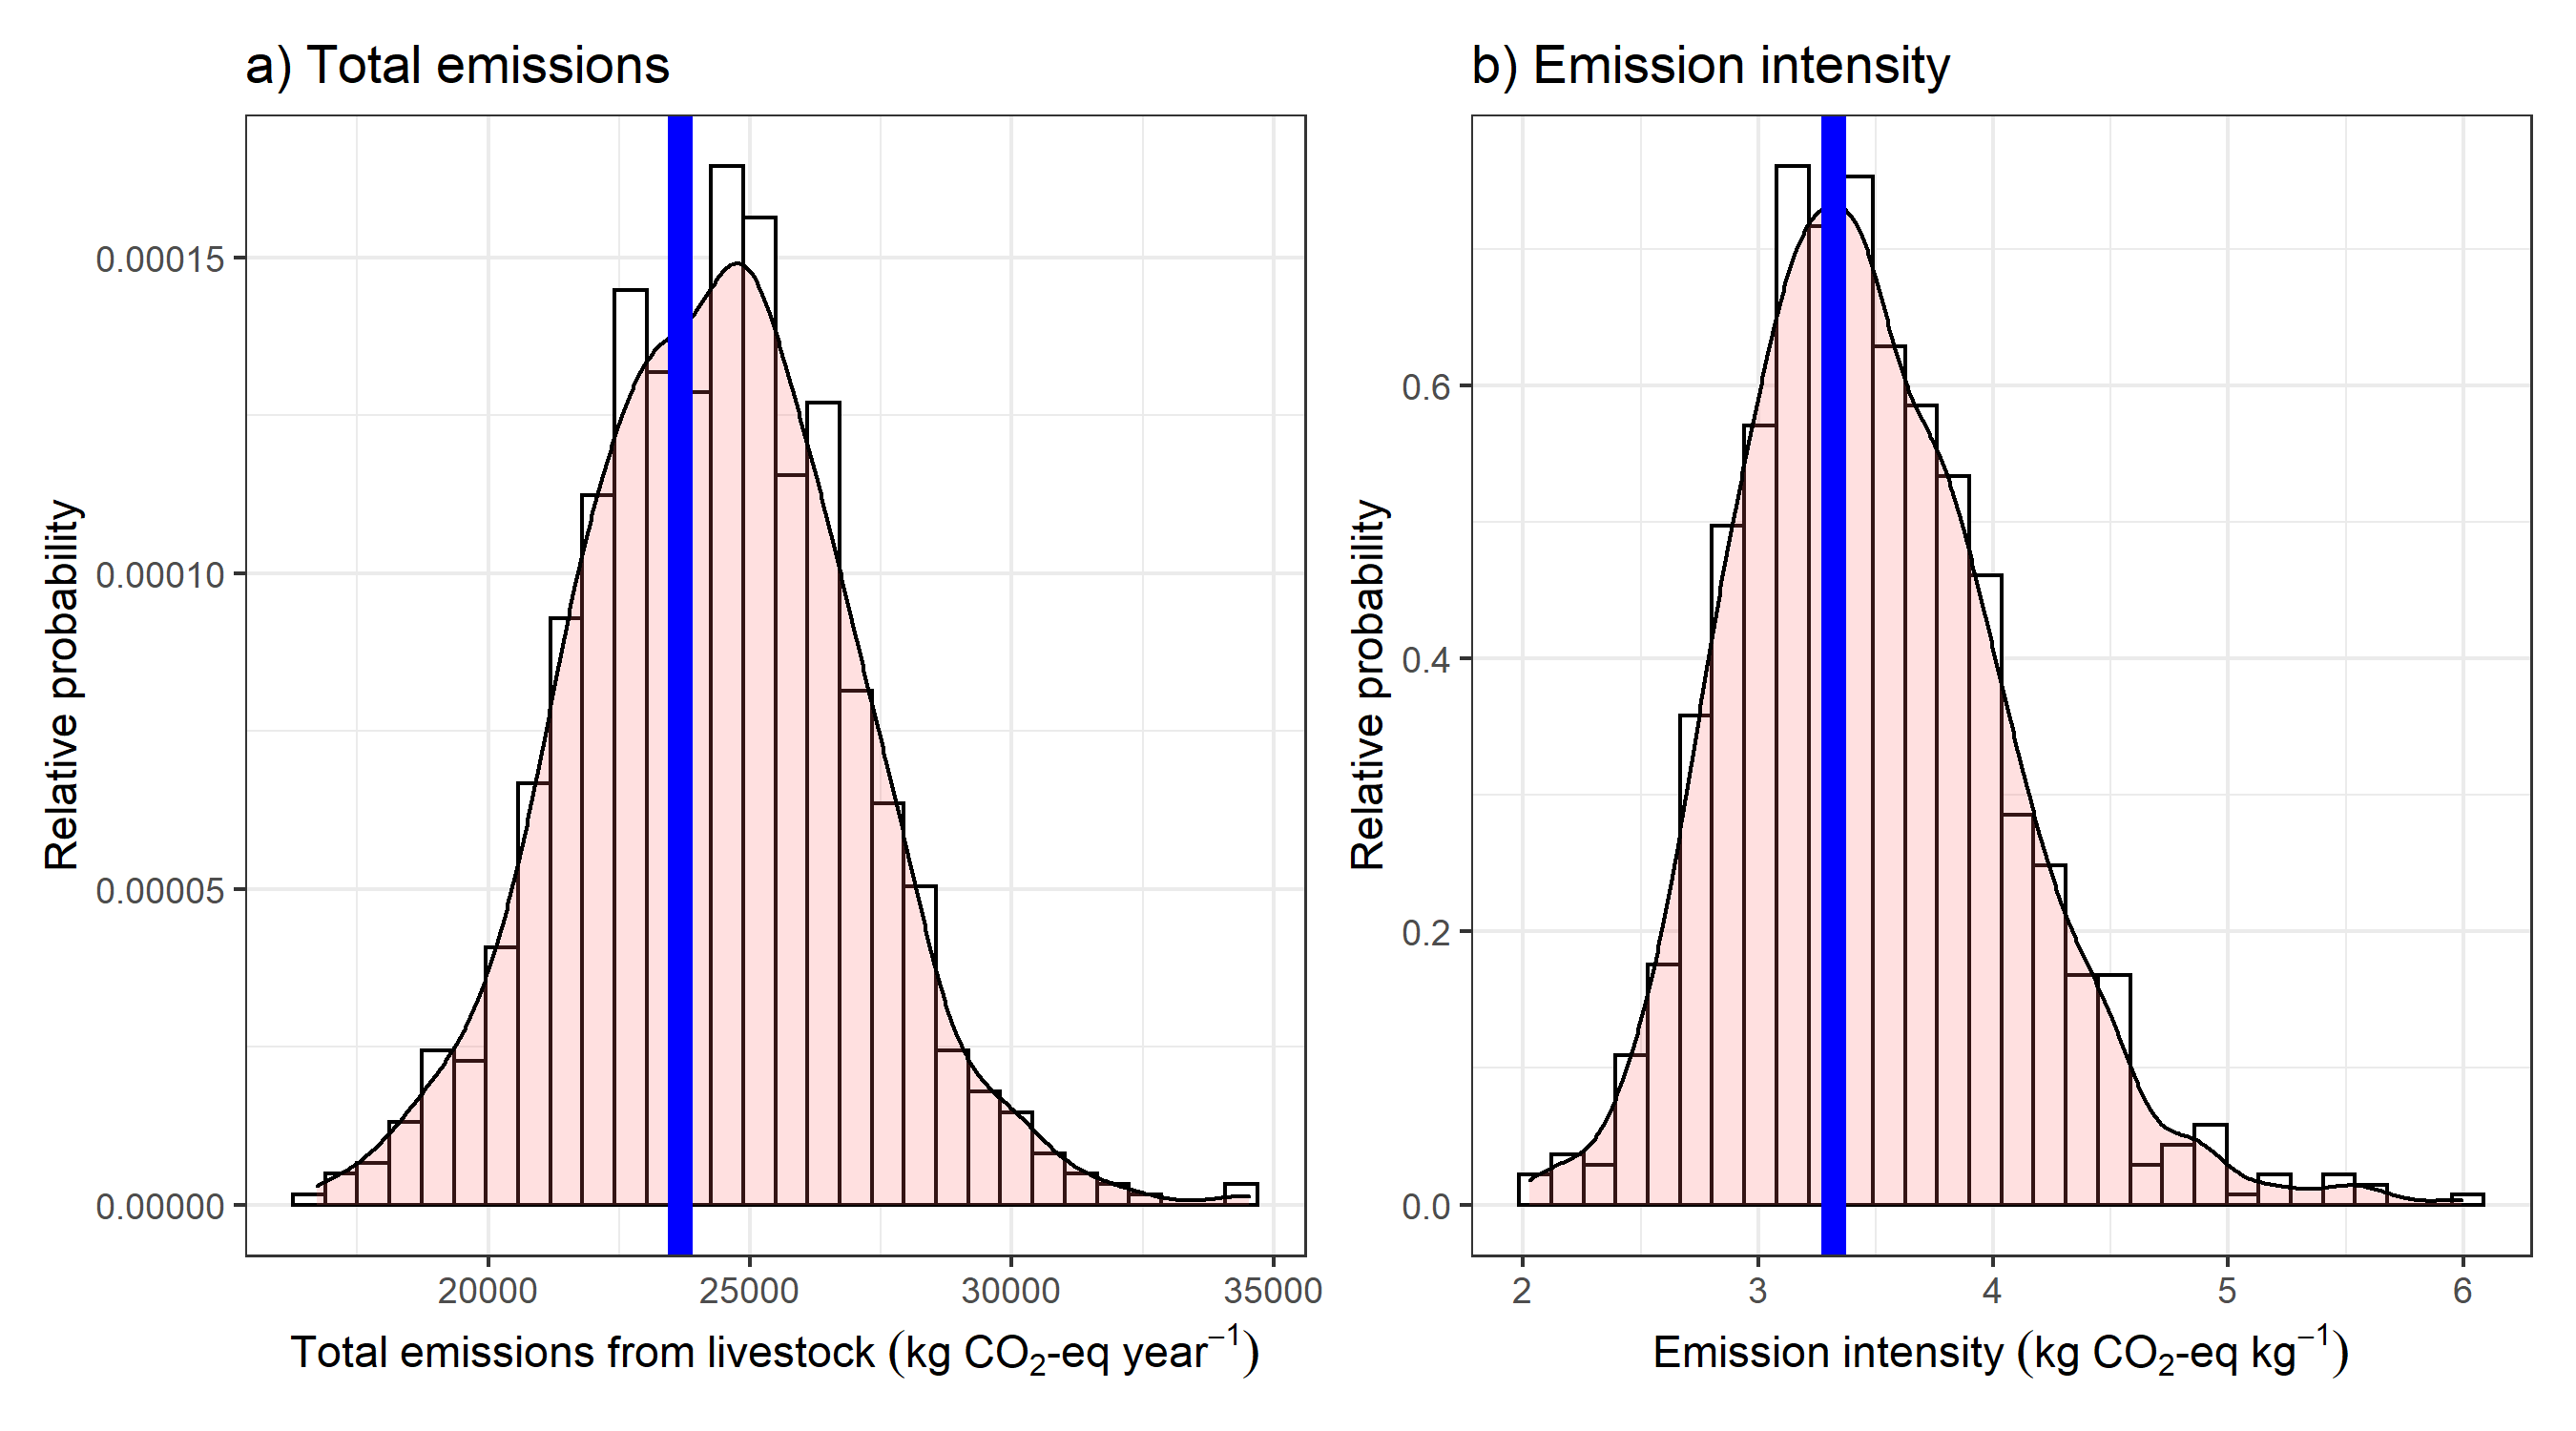 a) Total emissions
0.00015
0.00010
0.00005
0.00000
Relative probability
20000 25000 30000 35000
Total emissions from livestock (kg CO₂-eq year⁻¹)
b) Emission intensity
0.6
0.4
0.2
0.0
Relative probability
2 3 4 5 6
Emission intensity (kg CO₂-eq kg⁻¹)